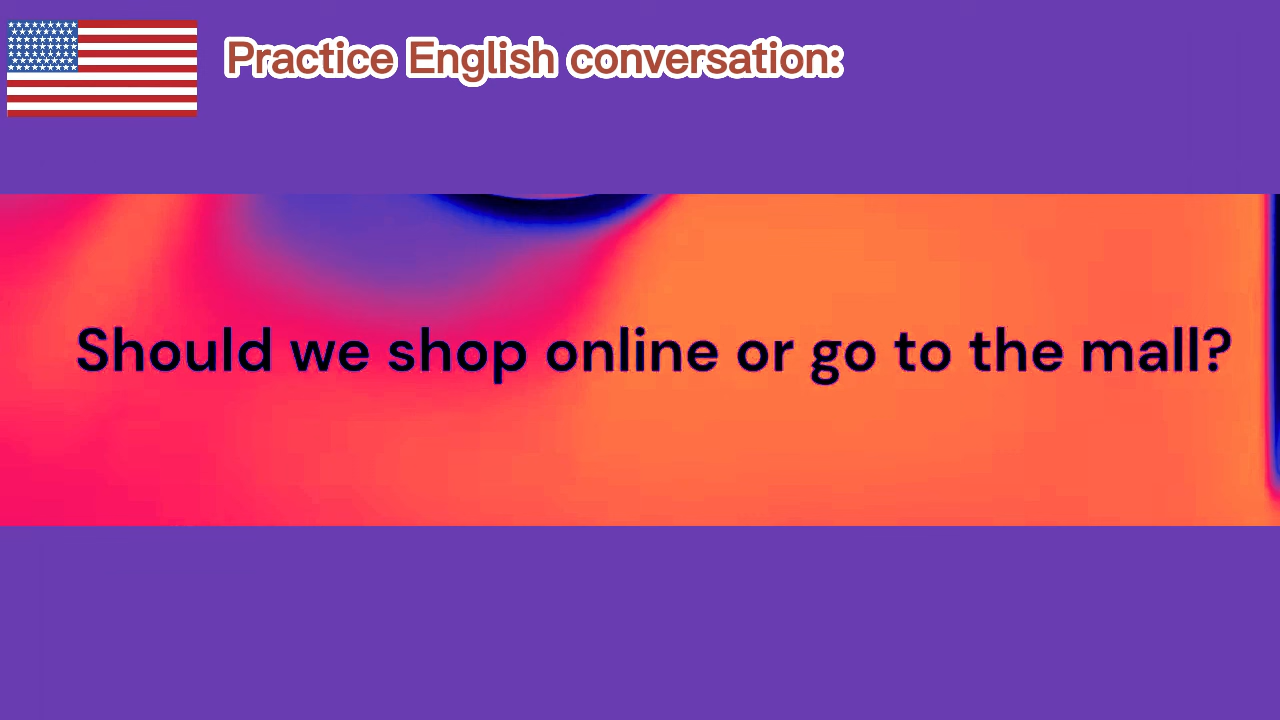 Practice English conversation:
Should we shop online or go to the mall?